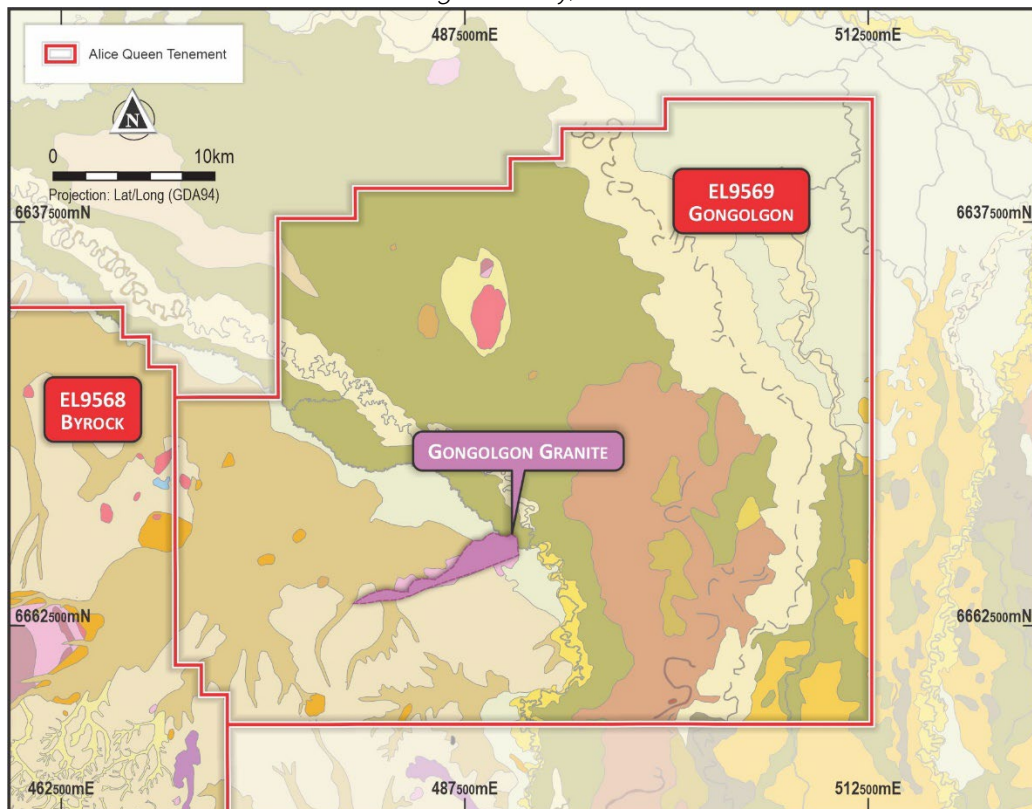 487500mE
512500mE
Alice Queen Tenement
N
0 10km
Projection: Lat/Long (GDA94)
6637500mN
6637500mN
EL9569
GONGOLGON
EL9568
BYROCK
GONGOLGON GRANITE
6662500mN
6662500mN
462500mE
487500mE
512500mE